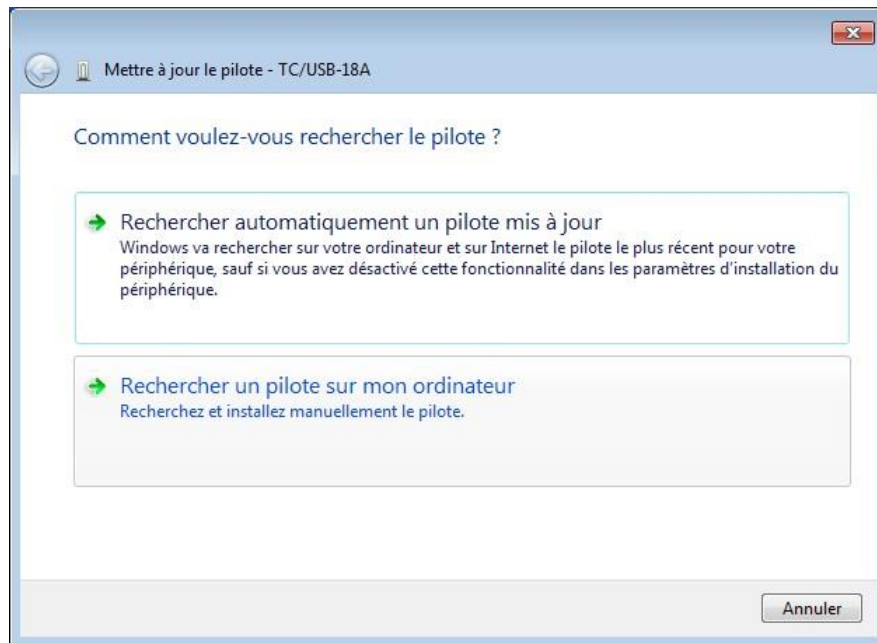 Mettre à jour le pilote - TC/USB-18A
Comment voulez-vous rechercher le pilote ?
Rechercher automatiquement un pilote mis à jour
Windows va rechercher sur votre ordinateur et sur Internet le pilote le plus récent pour votre
périphérique, sauf si vous avez désactivé cette fonctionnalité dans les paramètres d'installation du
périphérique.
Rechercher un pilote sur mon ordinateur
Recherchez et installez manuellement le pilote.
Annuler